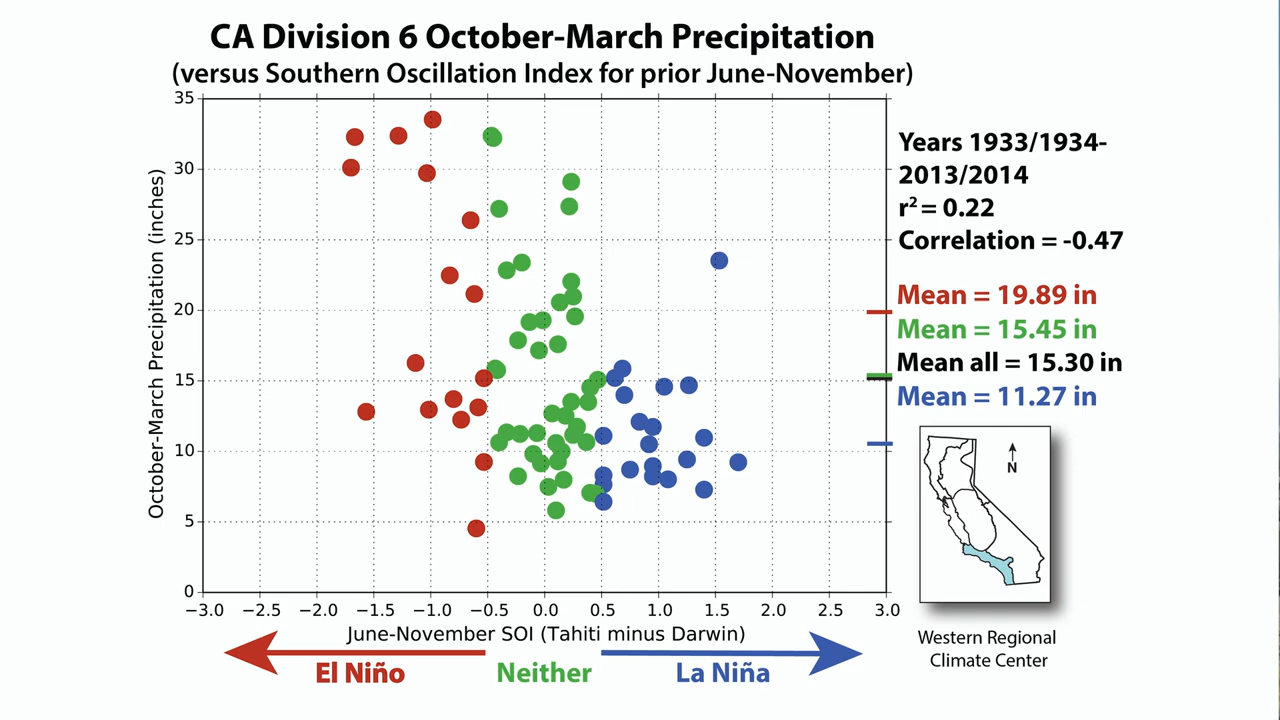 CA Division 6 October-March Precipitation
(versus Southern Oscillation Index for prior June-November)
October-March Precipitation (inches)
35
30
25
20
15
10
5
0
−3.0 −2.5 −2.0 −1.5 −1.0 −0.5 0.0 0.5 1.0 1.5 2.0 2.5 3.0
June-November SOI (Tahiti minus Darwin)
El Niño Neither La Niña
Years 1933/1934-
2013/2014
r² = 0.22
Correlation = -0.47
Mean = 19.89 in
Mean = 15.45 in
Mean all = 15.30 in
Mean = 11.27 in
N
Western Regional
Climate Center